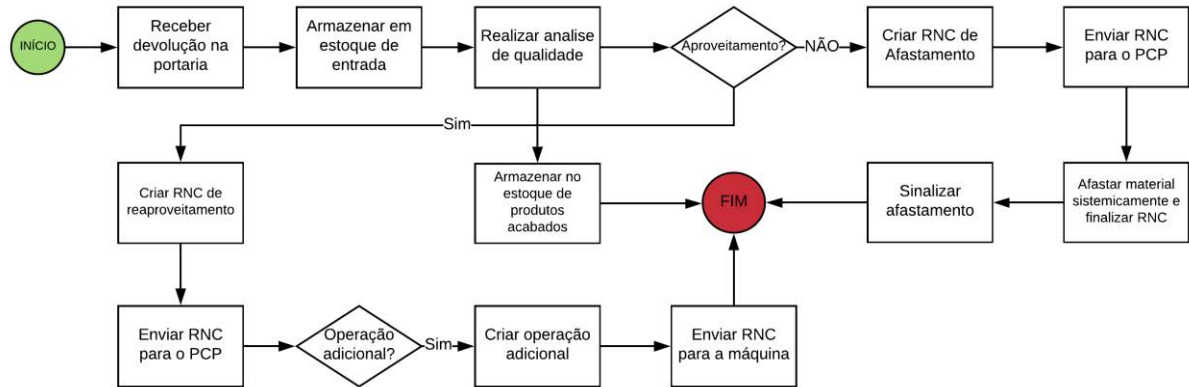 INÍCIO
Receber
devolução na
portaria
Armazenar em
estoque de
entrada
Realizar analise
de qualidade
Aproveitamento?
NÃO
Criar RNC de
Afastamento
Enviar RNC
para o PCP
Sim
Criar RNC de
reaproveitamento
Armazenar no
estoque de
produtos
acabados
FIM
Sinalizar
afastamento
Afastar material
sistemicamente e
finalizar RNC
Enviar RNC
para o PCP
Operação
adicional?
Sim
Criar operação
adicional
Enviar RNC
para a máquina